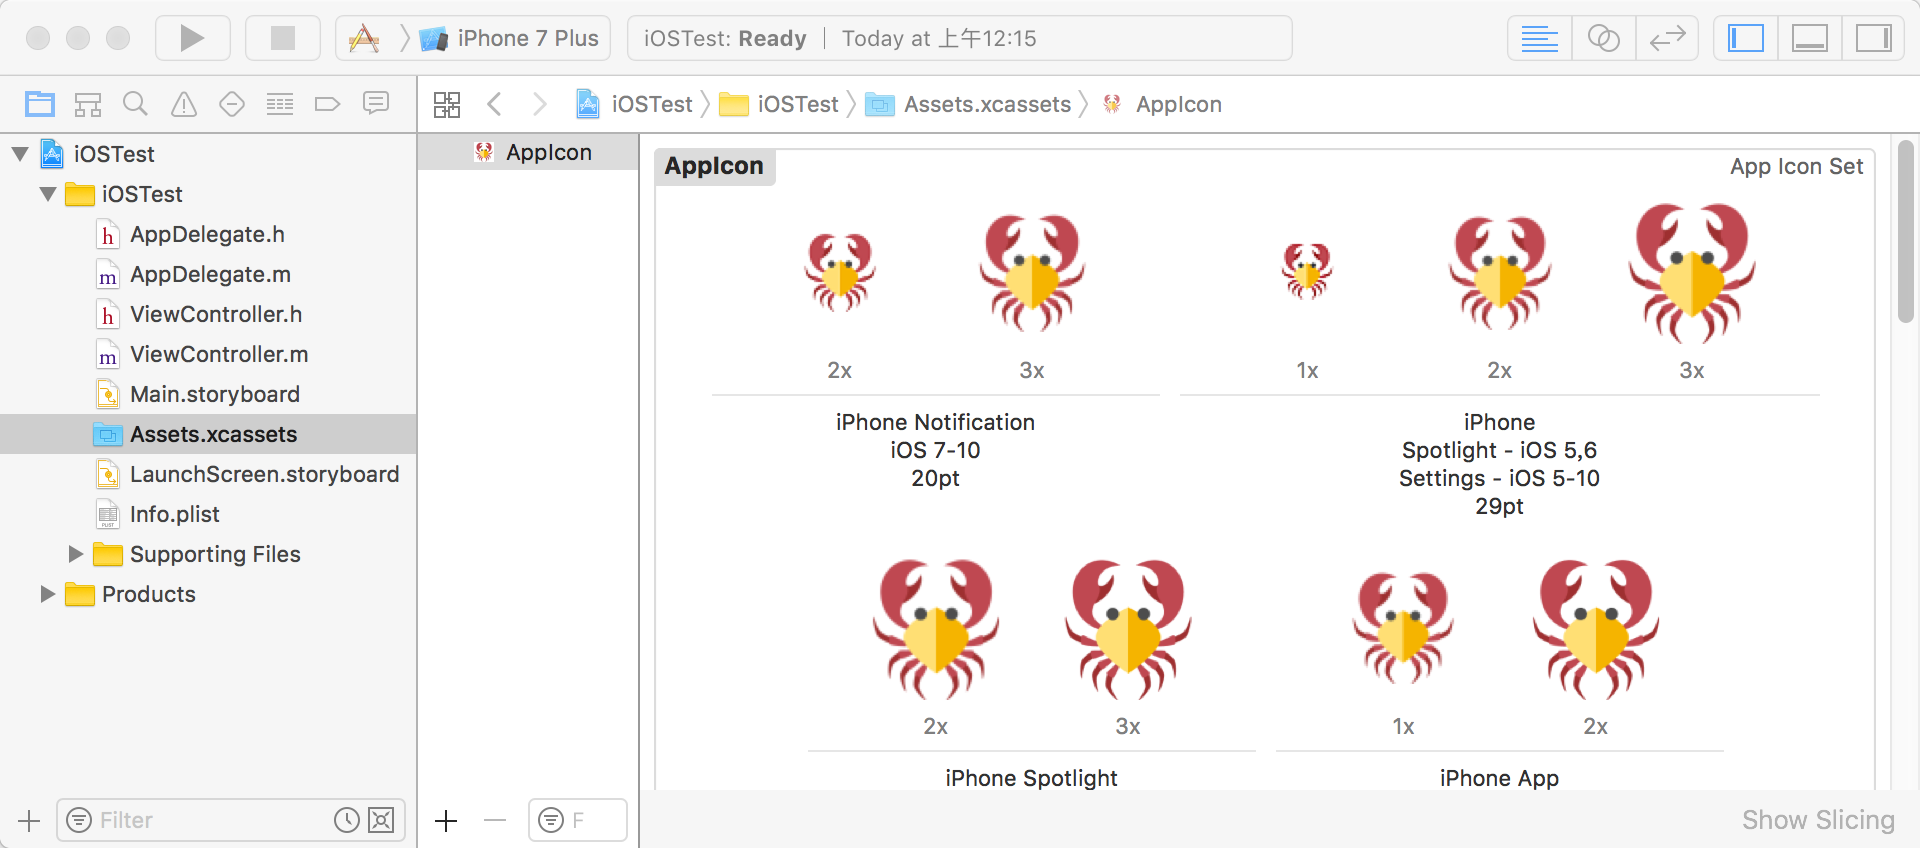 iPhone 7 Plus
iOSTest: Ready | Today at 上午12:15
iOSTest
iOSTest
Assets.xcassets
AppIcon
iOSTest
iOSTest
h AppDelegate.h
m AppDelegate.m
h ViewController.h
m ViewController.m
Main.storyboard
Assets.xcassets
LaunchScreen.storyboard
PLIST Info.plist
Supporting Files
Products
Filter
AppIcon
F
AppIcon
App Icon Set
2x 3x
iPhone Notification
iOS 7-10
20pt
1x 2x 3x
iPhone
Spotlight - iOS 5,6
Settings - iOS 5-10
29pt
2x 3x
iPhone Spotlight
1x 2x
iPhone App
Show Slicing